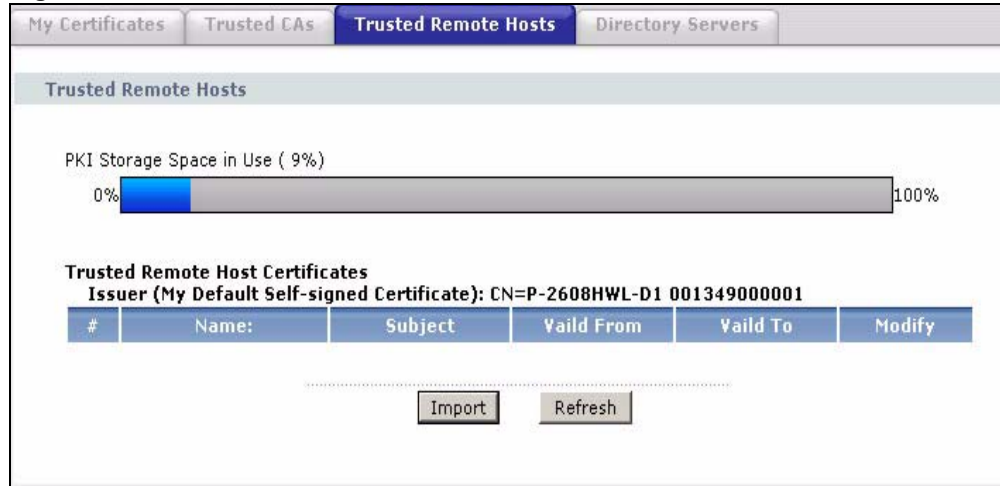 My Certificates Trusted CAs Trusted Remote Hosts Directory Servers
Trusted Remote Hosts
PKI Storage Space in Use ( 9%)
0% 100%
Trusted Remote Host Certificates
Issuer (My Default Self-signed Certificate): CN=P-2608HWL-D1 001349000001
# Name: Subject Vaild From Vaild To Modify
Import Refresh